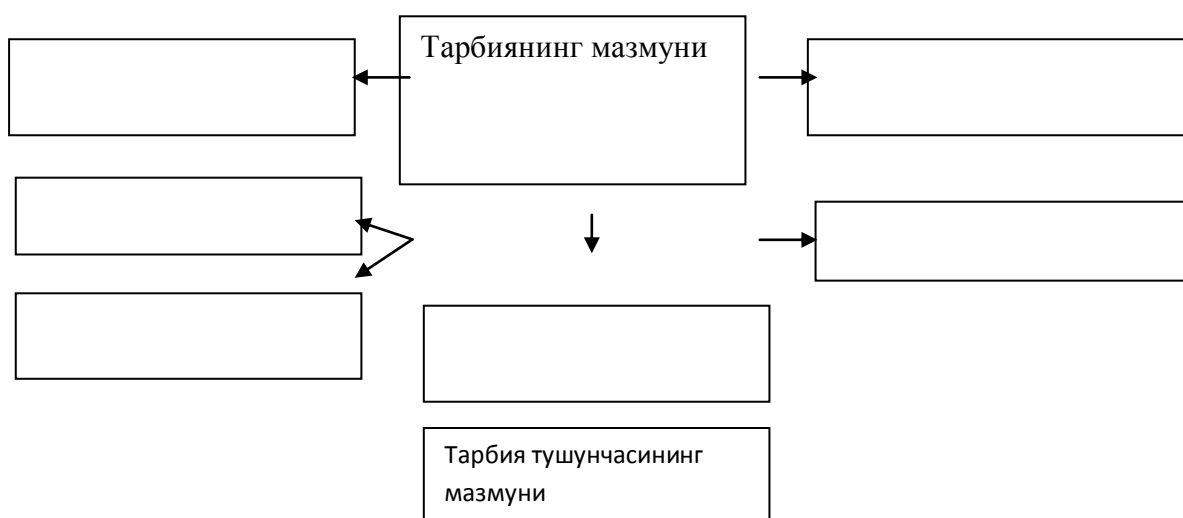 Тарбиянинг мазмуни
Тарбия тушунчасининг
мазмуни